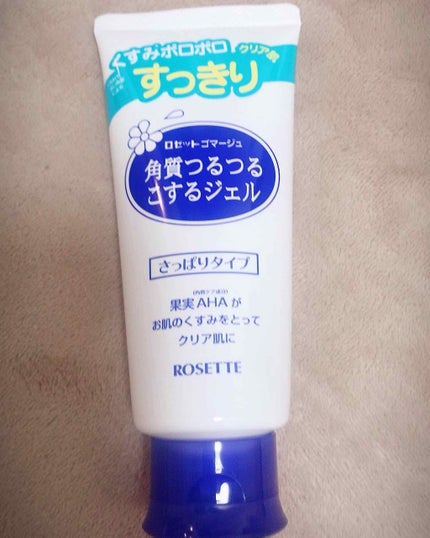 くすみポロポロ
クリア肌
すっきり
ロゼットゴマージュ
角質つるつる
こするジェル
さっぱりタイプ
果実AHAが
お肌のくすみをとって
クリア肌に
ROSETTE